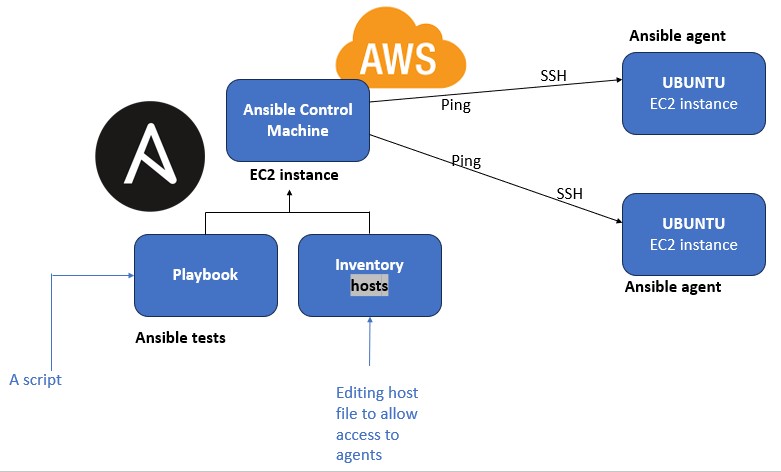 AWS
Ansible agent
SSH
UBUNTU
EC2 instance
Ansible Control
Machine
Ping
EC2 instance
Ping
SSH
UBUNTU
EC2 instance
Ansible agent
Playbook
Inventory
hosts
Ansible tests
A script
Editing host
file to allow
access to
agents